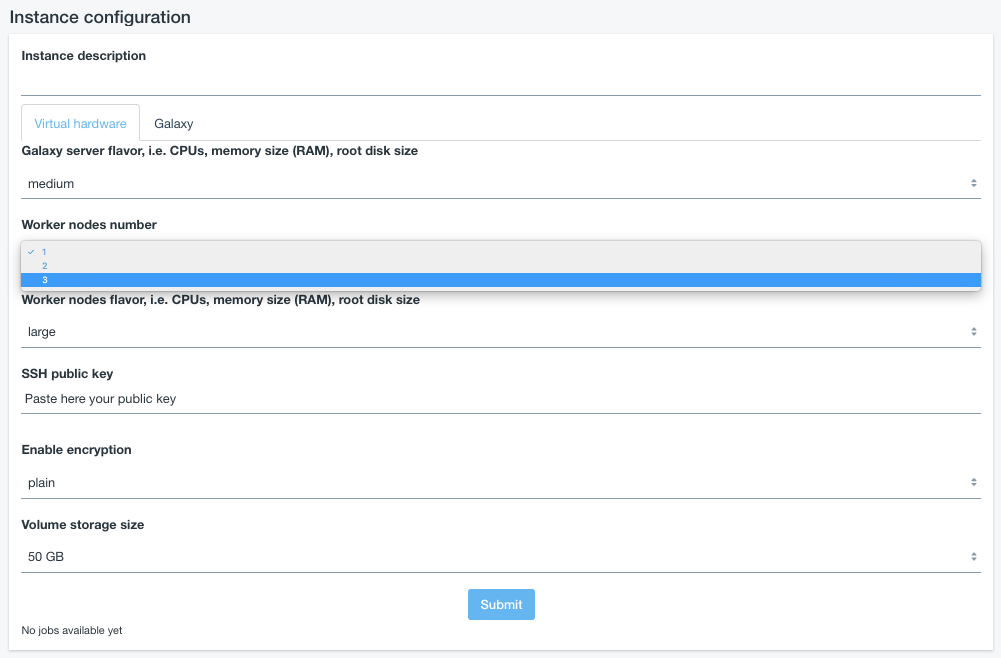 Instance configuration
Instance description
Virtual hardware Galaxy
Galaxy server flavor, i.e. CPUs, memory size (RAM), root disk size
medium
Worker nodes number
✓ 1
2
3
Worker nodes flavor, i.e. CPUs, memory size (RAM), root disk size
large
SSH public key
Paste here your public key
Enable encryption
plain
Volume storage size
50 GB
Submit
No jobs available yet